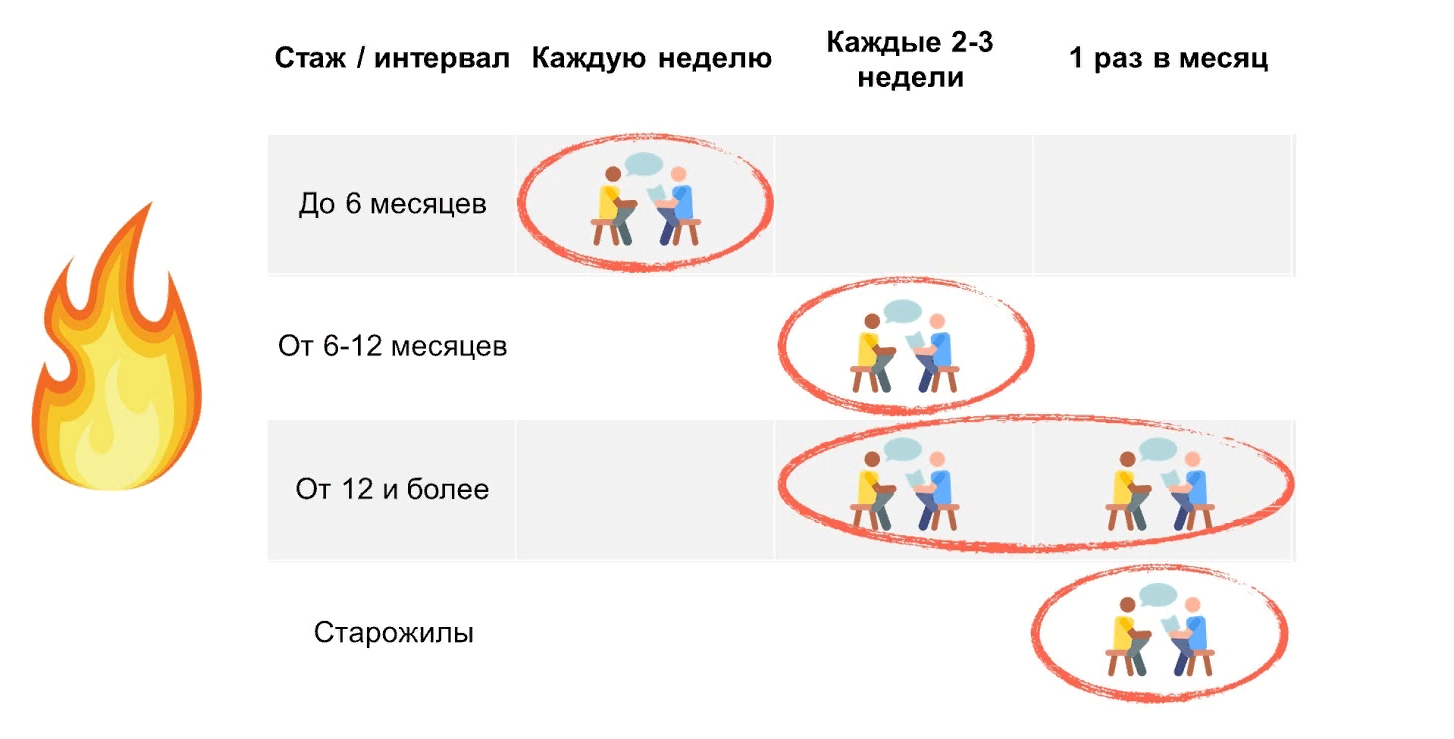 Стаж / интервал
Каждую неделю
Каждые 2-3
недели
1 раз в месяц
До 6 месяцев
От 6-12 месяцев
От 12 и более
Старожилы